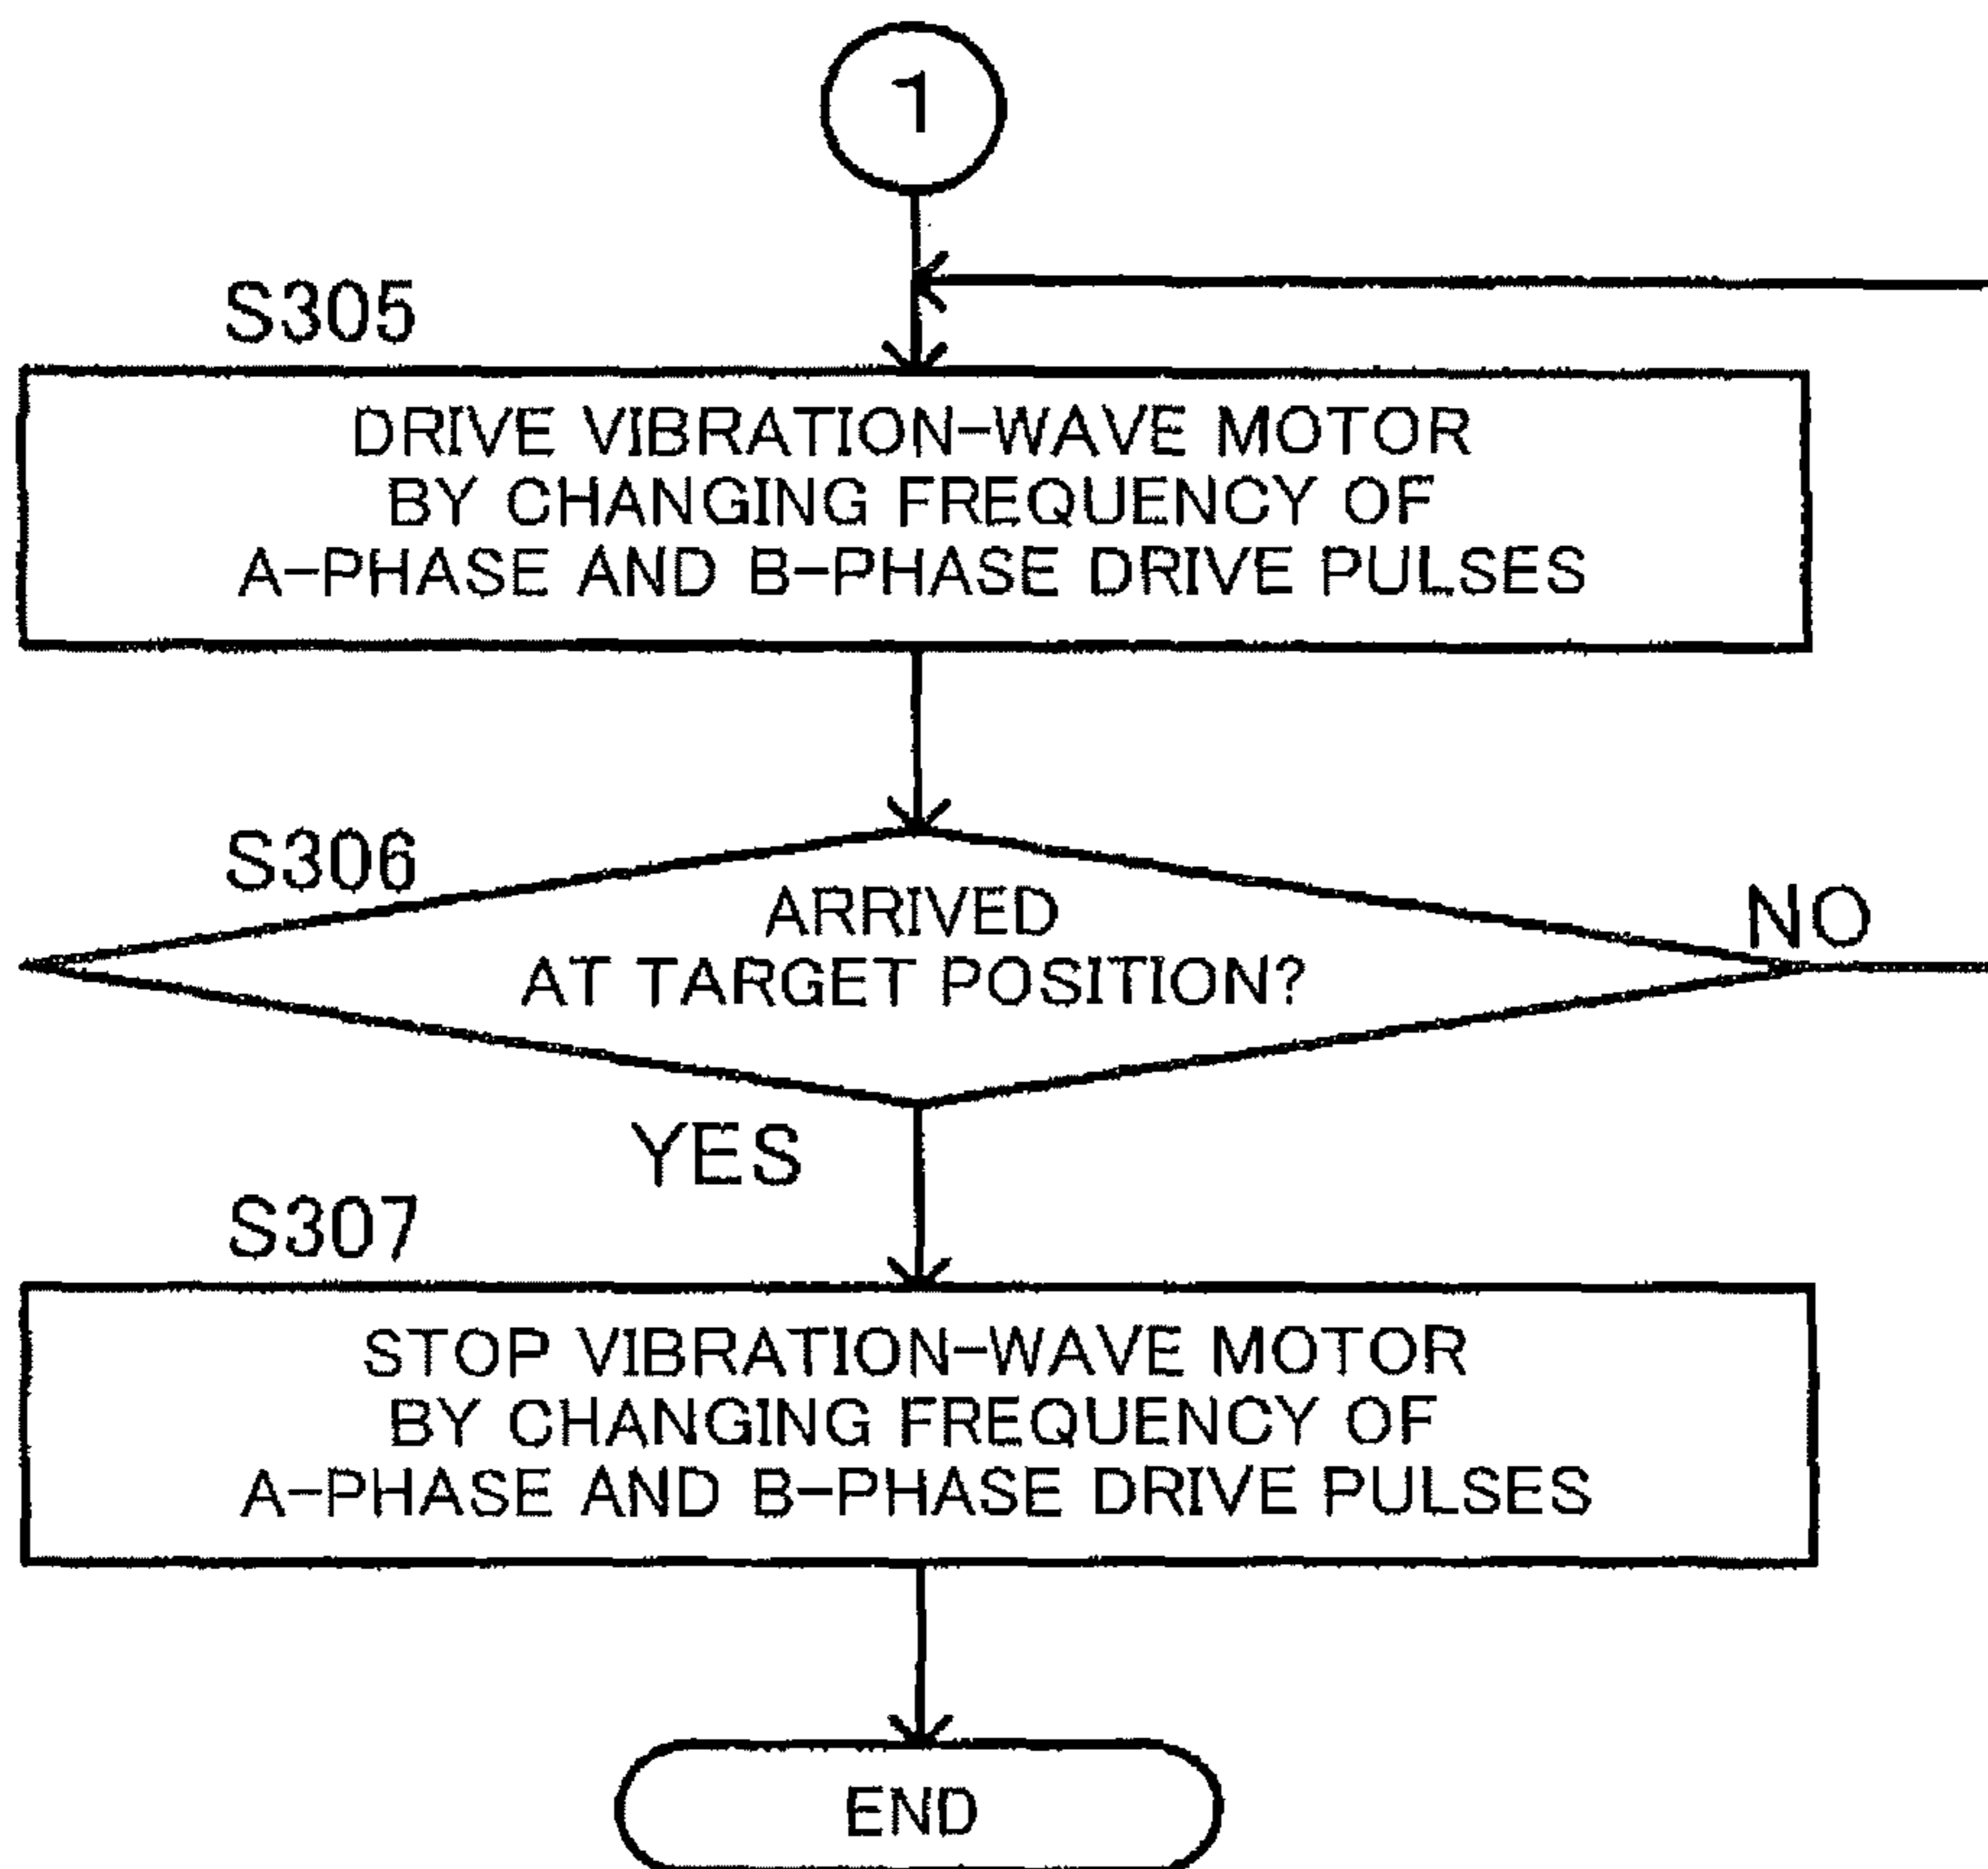 1
S305
DRIVE VIBRATION-WAVE MOTOR
BY CHANGING FREQUENCY OF
A-PHASE AND B-PHASE DRIVE PULSES
S306
ARRIVED
AT TARGET POSITION?
NO
YES
S307
STOP VIBRATION-WAVE MOTOR
BY CHANGING FREQUENCY OF
A-PHASE AND B-PHASE DRIVE PULSES
END